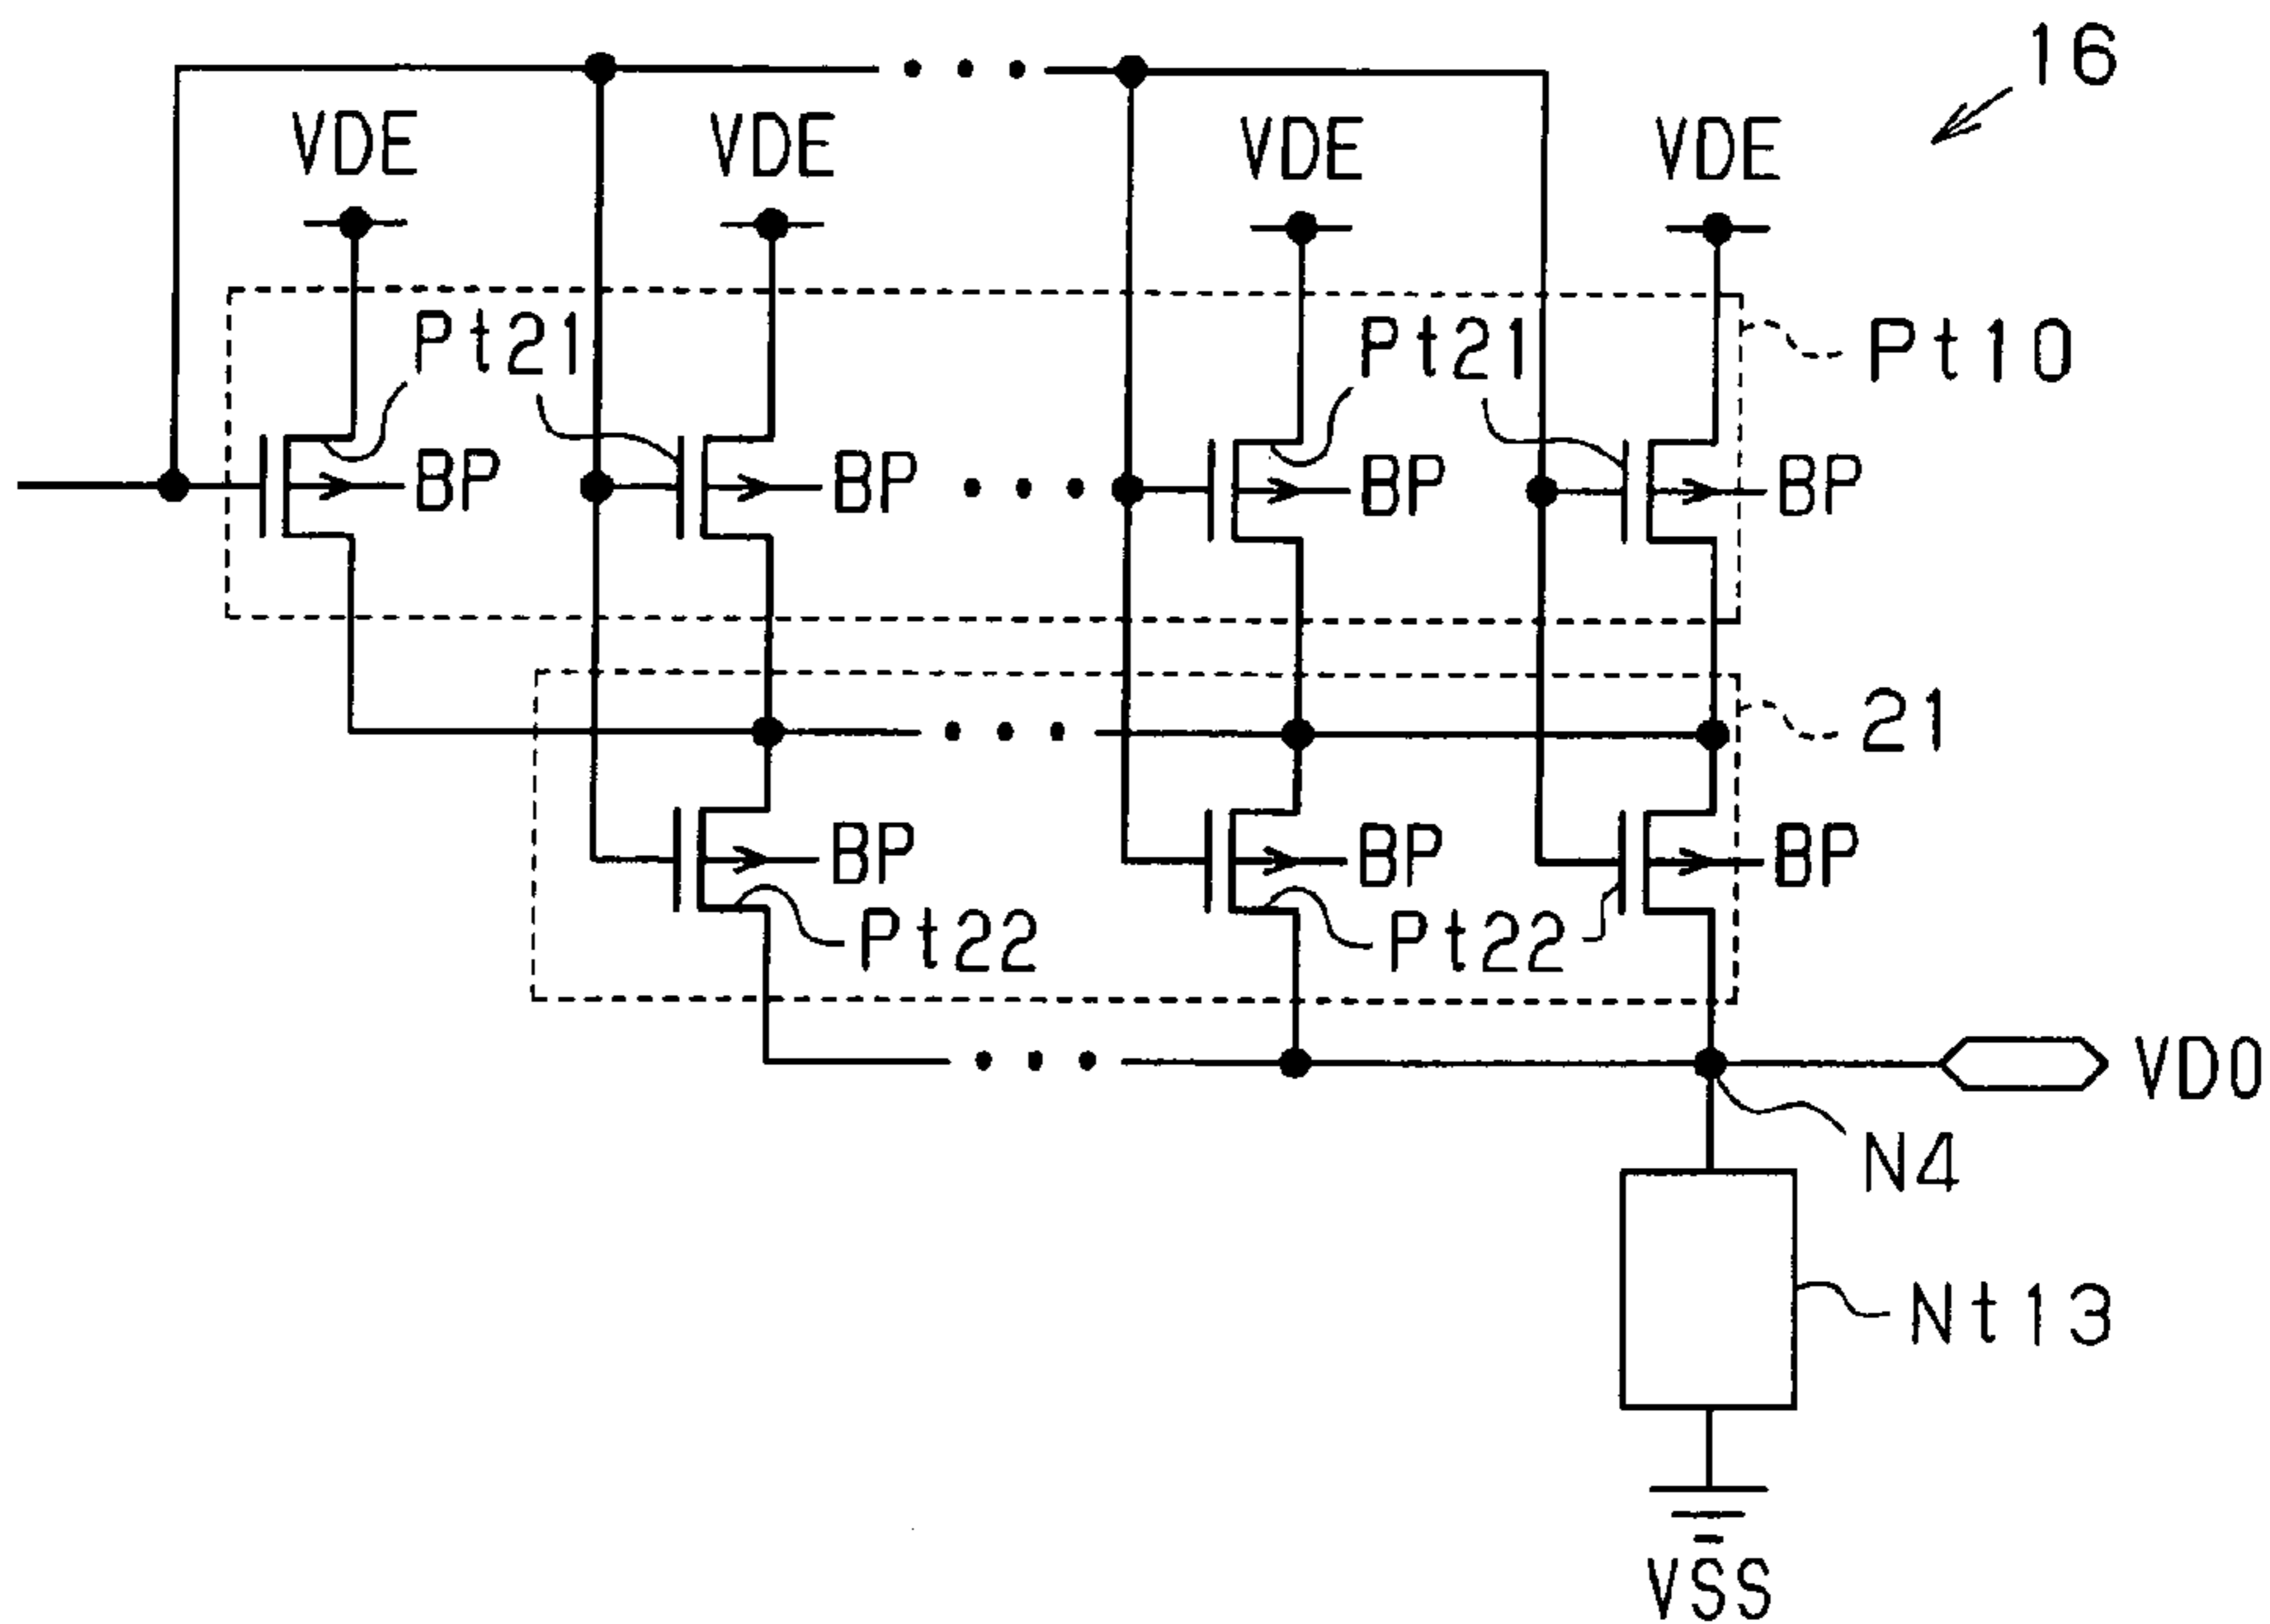 16
VDE VDE VDE VDE
Pt21 Pt21 Pt10
BP BP BP BP
21
BP BP BP
Pt22 Pt22
VDO
N4
Nt13
VSS